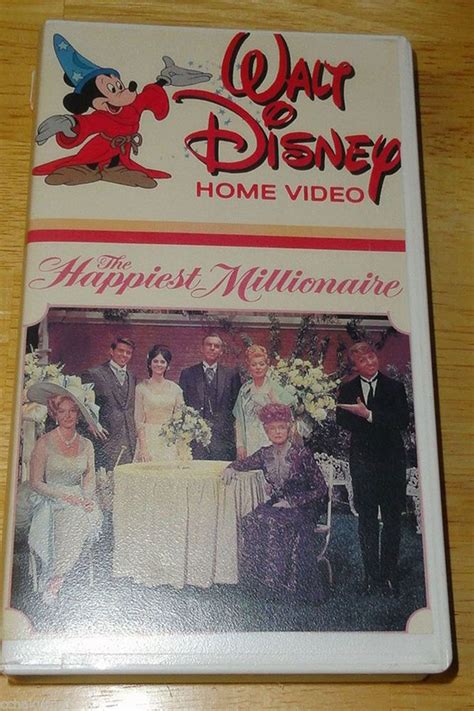 WALT
DISNEY
HOME VIDEO
The
Happiest Millionaire